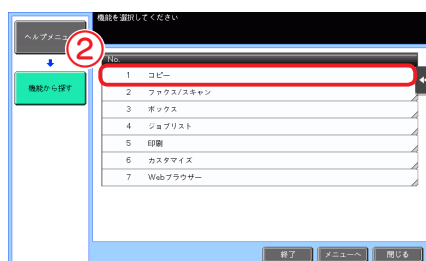 機能を選択してください
ヘルプメニュー
②
機能から探す
No.
1 コピー
2 ファクス/スキャン
3 ボックス
4 ジョブリスト
5 印刷
6 カスタマイズ
7 Webブラウザー
終了 メニューへ 閉じる